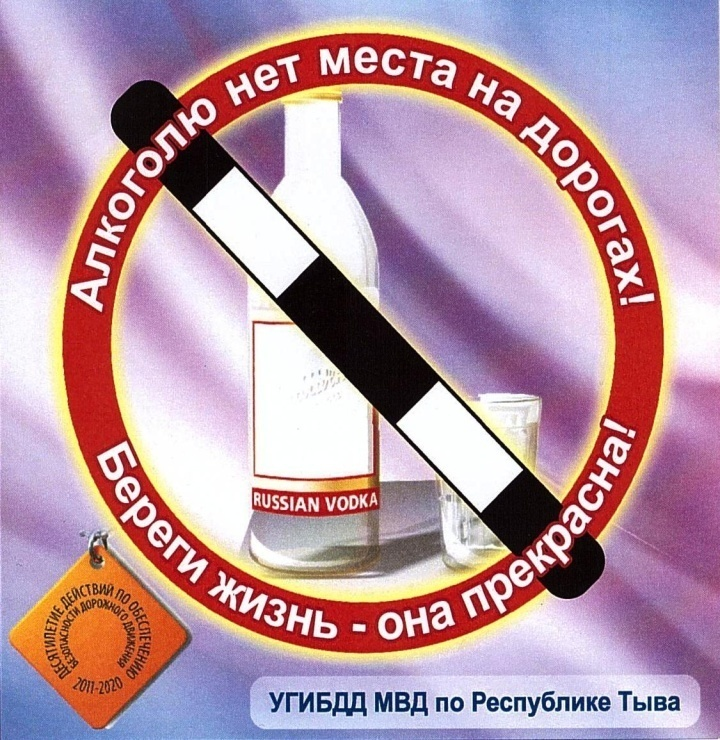 Алкоголю нет места на дорогах!
RUSSIAN VODKA
Береги жизнь - она прекрасна!
ДЕСЯТИЛЕТИЕ ДЕЙСТВИЙ ПО ОБЕСПЕЧЕНИЮ
БЕЗОПАСНОСТИ ДОРОЖНОГО ДВИЖЕНИЯ
2011-2020
УГИБДД МВД по Республике Тыва